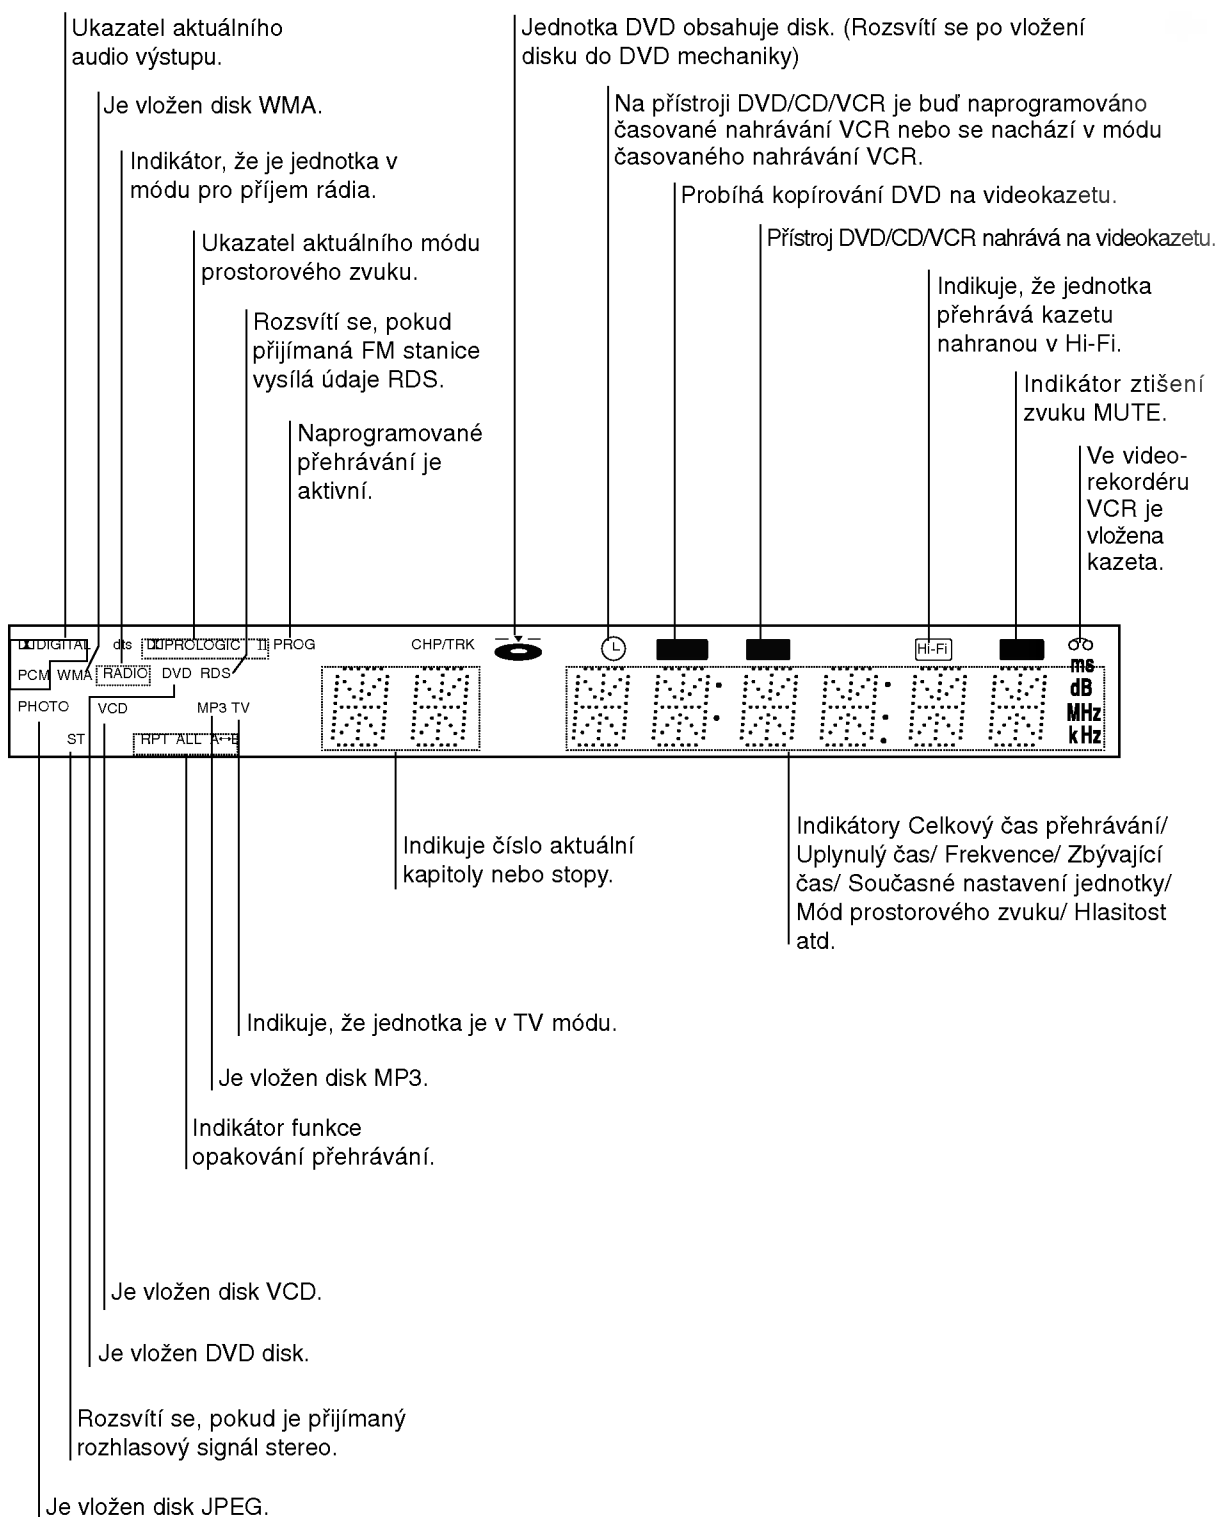 Ukazatel aktuálního
audio výstupu.
Je vložen disk WMA.
Indikátor, že je jednotka v
módu pro příjem rádia.
Ukazatel aktuálního módu
prostorového zvuku.
Rozsvítí se, pokud
přijímaná FM stanice
vysílá údaje RDS.
Naprogramované
přehrávání je
aktivní.
Jednotka DVD obsahuje disk. (Rozsvítí se po vložení
disku do DVD mechaniky)
Na přístroji DVD/CD/VCR je buď naprogramováno
časované nahrávání VCR nebo se nachází v módu
časovaného nahrávání VCR.
Probíhá kopírování DVD na videokazetu.
Přístroj DVD/CD/VCR nahrává na videokazetu.
Indikuje, že jednotka
přehrává kazetu
nahranou v Hi-Fi.
Indikátor ztišení
zvuku MUTE.
Ve video-
rekordéru
VCR je
vložena
kazeta.
DIGITAL dts PROLOGIC II PROG CHP/TRK Hi-Fi
PCM WMA RADIO DVD RDS ms
dB
PHOTO VCD MP3 TV MHz
ST RPT ALL A↔B kHz
Indikuje číslo aktuální
kapitoly nebo stopy.
Indikátory Celkový čas přehrávání/
Uplynulý čas/ Frekvence/ Zbývající
čas/ Současné nastavení jednotky/
Mód prostorového zvuku/ Hlasitost
atd.
Indikuje, že jednotka je v TV módu.
Je vložen disk MP3.
Indikátor funkce
opakování přehrávání.
Je vložen disk VCD.
Je vložen DVD disk.
Rozsvítí se, pokud je přijímaný
rozhlasový signál stereo.
Je vložen disk JPEG.